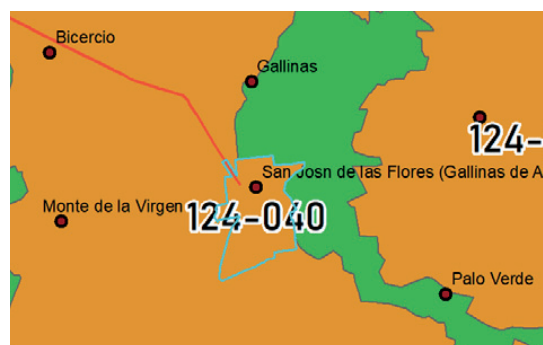 Bicercio
Gallinas
124-
San Josn de las Flores (Gallinas de A
Monte de la Virgen
124-040
Palo Verde